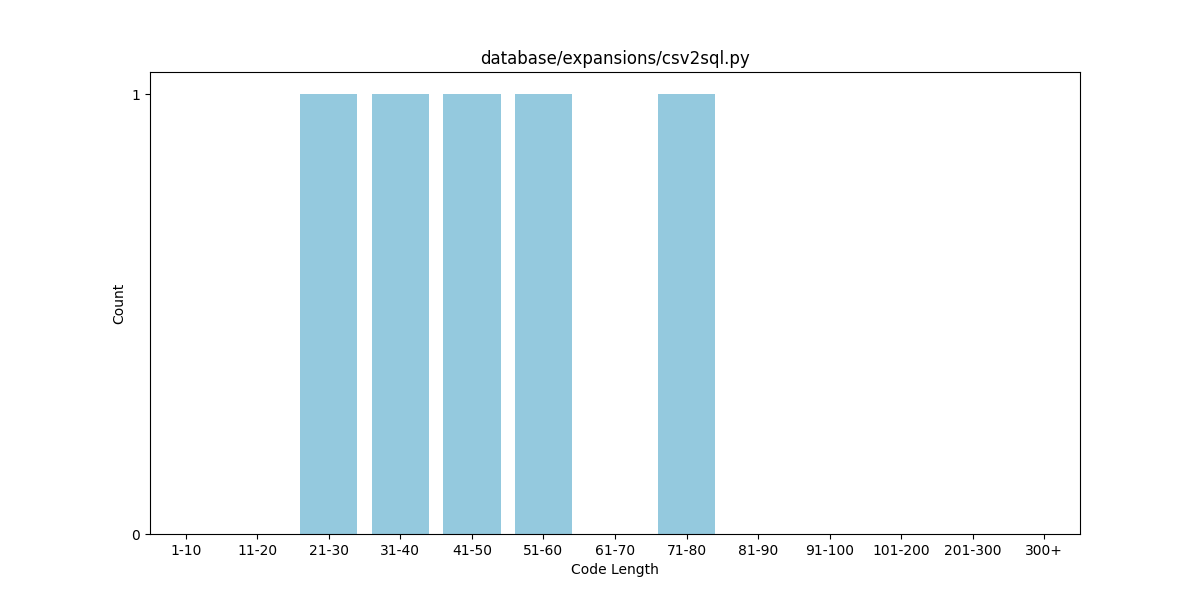 database/expansions/csv2sql.py
1
Count
0
1-10 11-20 21-30 31-40 41-50 51-60 61-70 71-80 81-90 91-100 101-200 201-300 300+
Code Length